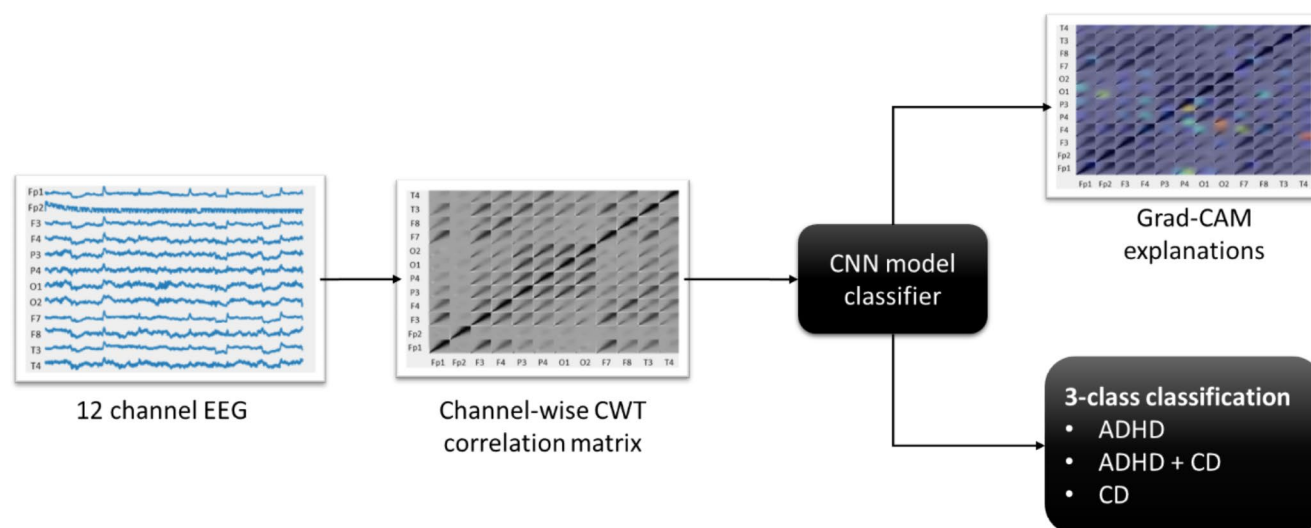 Fp1
Fp2
F3
F4
P3
P4
O1
O2
F7
F8
T3
T4
12 channel EEG
T4
T3
F8
F7
O2
O1
P4
P3
F4
F3
Fp2
Fp1
Fp1 Fp2 F3 F4 P3 P4 O1 O2 F7 F8 T3 T4
Channel-wise CWT
correlation matrix
CNN model
classifier
T4
T3
F8
F7
O2
O1
P3
P4
F4
F3
Fp2
Fp1
Fp1 Fp2 F3 F4 P3 P4 O1 O2 F7 F8 T3 T4
Grad-CAM
explanations
3-class classification
• ADHD
• ADHD + CD
• CD